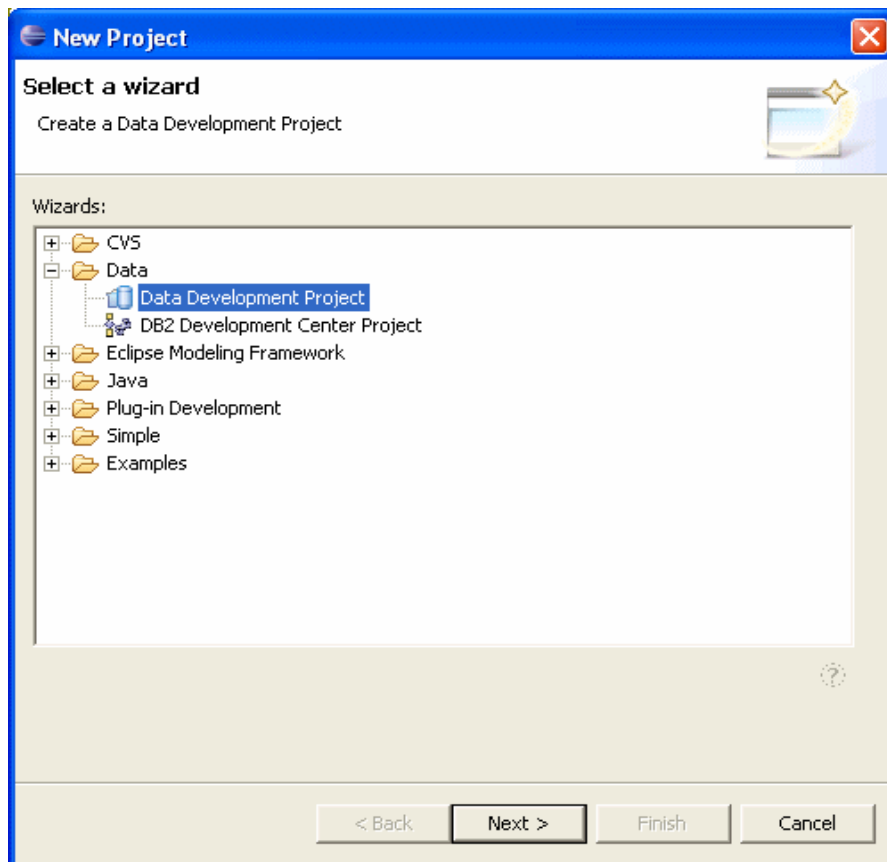 New Project
Select a wizard
Create a Data Development Project
Wizards:
CVS
Data
Data Development Project
DB2 Development Center Project
Eclipse Modeling Framework
Java
Plug-in Development
Simple
Examples
?
< Back Next > Finish Cancel